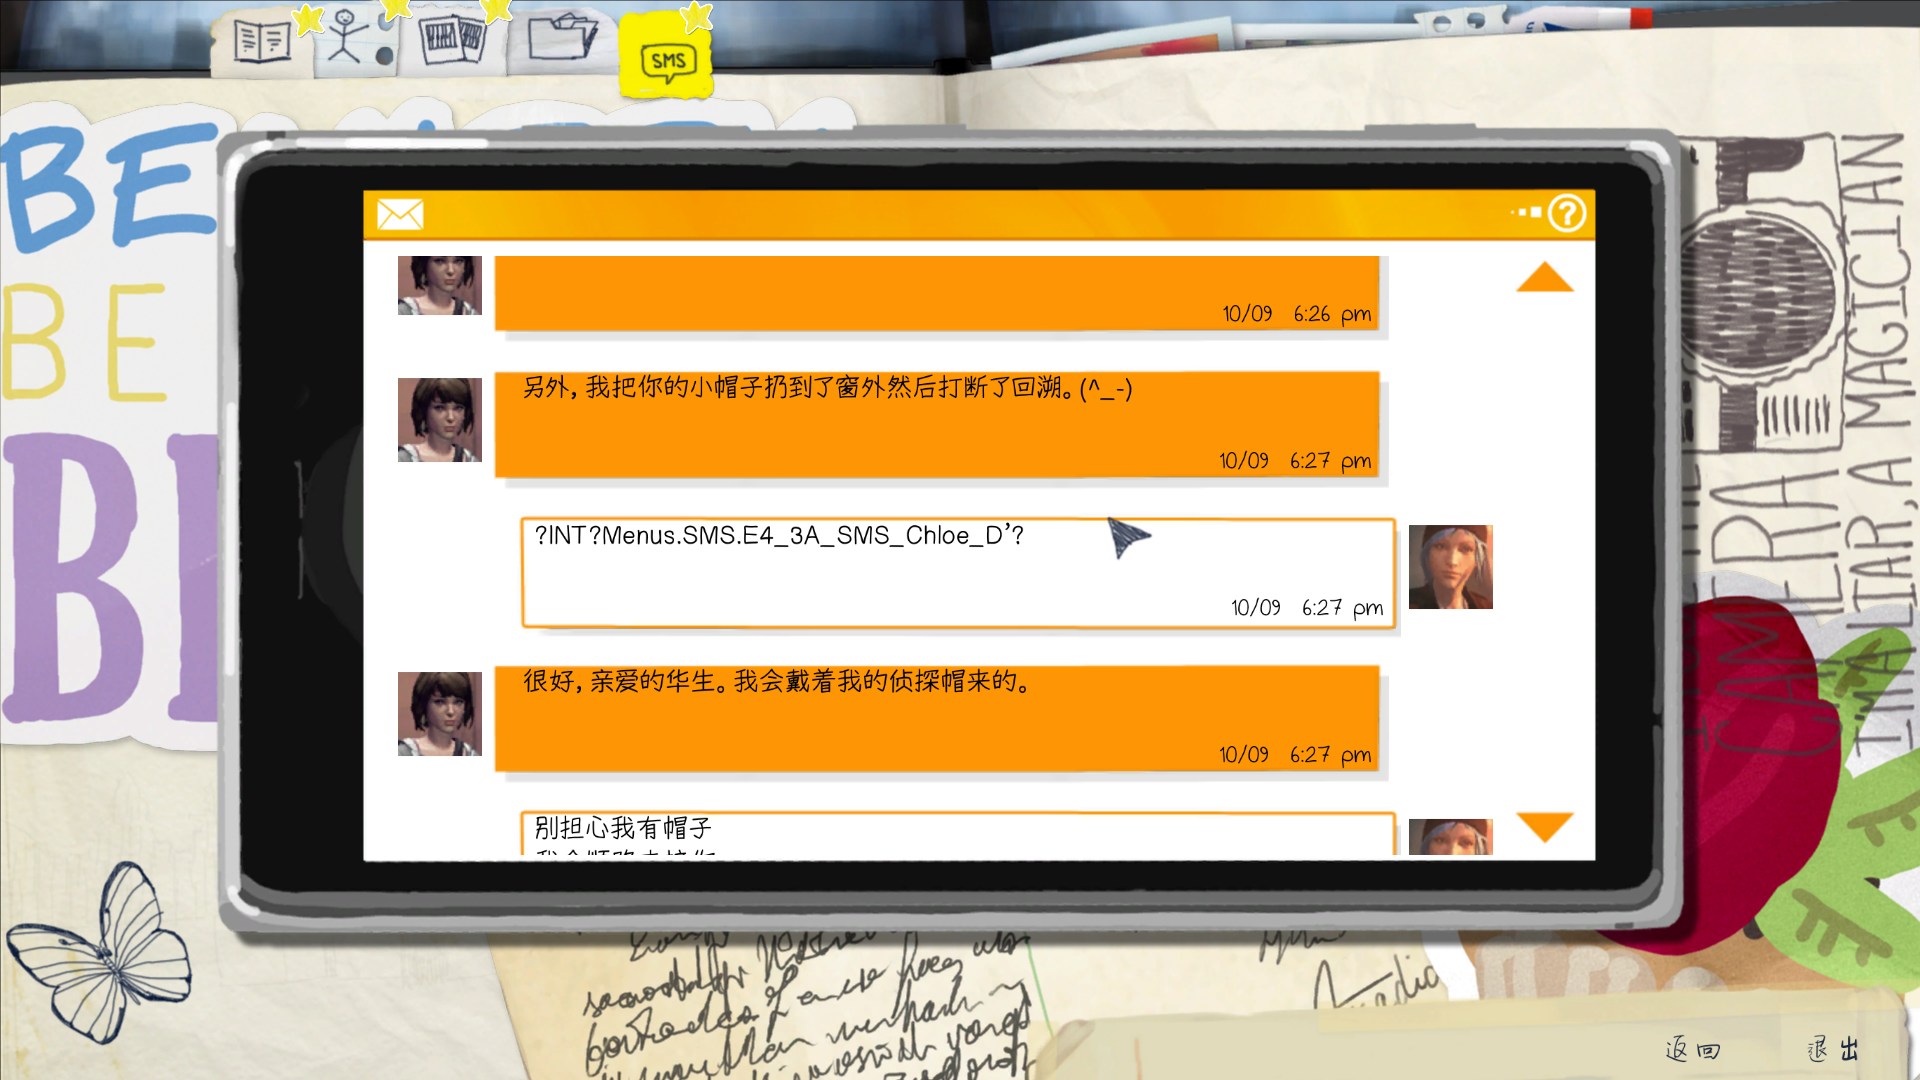 SMS
BE
BE
10/09 6:26 pm
另外, 我把你的小帽子扔到了窗外然后打断了回溯。(^_-)
10/09 6:27 pm
?INT?Menus.SMS.E4_3A_SMS_Chloe_D'?
10/09 6:27 pm
很好, 亲爱的华生。我会戴着我的侦探帽来的。
10/09 6:27 pm
别担心我有帽子
I'M A LIAR, A MAGICIAN
返回
退出